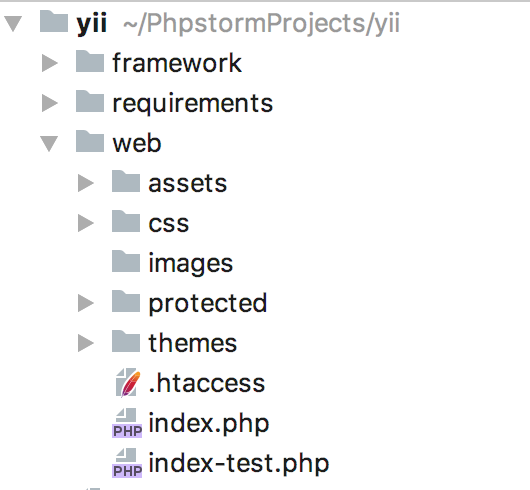 yii ~/PhpstormProjects/yii
framework
requirements
web
assets
css
images
protected
themes
.htaccess
PHP index.php
PHP index-test.php